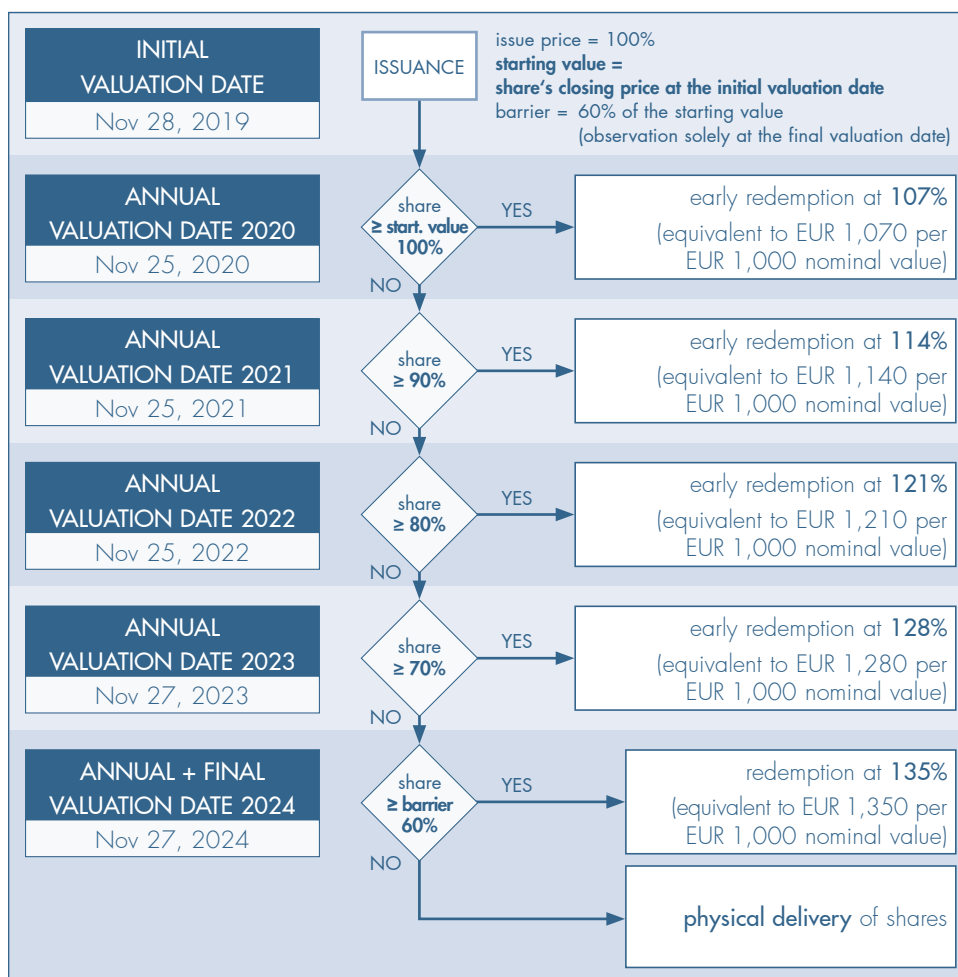 INITIAL
VALUATION DATE
Nov 28, 2019
ISSUANCE
issue price = 100%
starting value =
share's closing price at the initial valuation date
barrier = 60% of the starting value
(observation solely at the final valuation date)
ANNUAL
VALUATION DATE 2020
Nov 25, 2020
share
≥ start. value
100%
YES
NO
early redemption at 107%
(equivalent to EUR 1,070 per
EUR 1,000 nominal value)
ANNUAL
VALUATION DATE 2021
Nov 25, 2021
share
≥ 90%
YES
NO
early redemption at 114%
(equivalent to EUR 1,140 per
EUR 1,000 nominal value)
ANNUAL
VALUATION DATE 2022
Nov 25, 2022
share
≥ 80%
YES
NO
early redemption at 121%
(equivalent to EUR 1,210 per
EUR 1,000 nominal value)
ANNUAL
VALUATION DATE 2023
Nov 27, 2023
share
≥ 70%
YES
NO
early redemption at 128%
(equivalent to EUR 1,280 per
EUR 1,000 nominal value)
ANNUAL + FINAL
VALUATION DATE 2024
Nov 27, 2024
share
≥ barrier
60%
YES
NO
redemption at 135%
(equivalent to EUR 1,350 per
EUR 1,000 nominal value)
physical delivery of shares